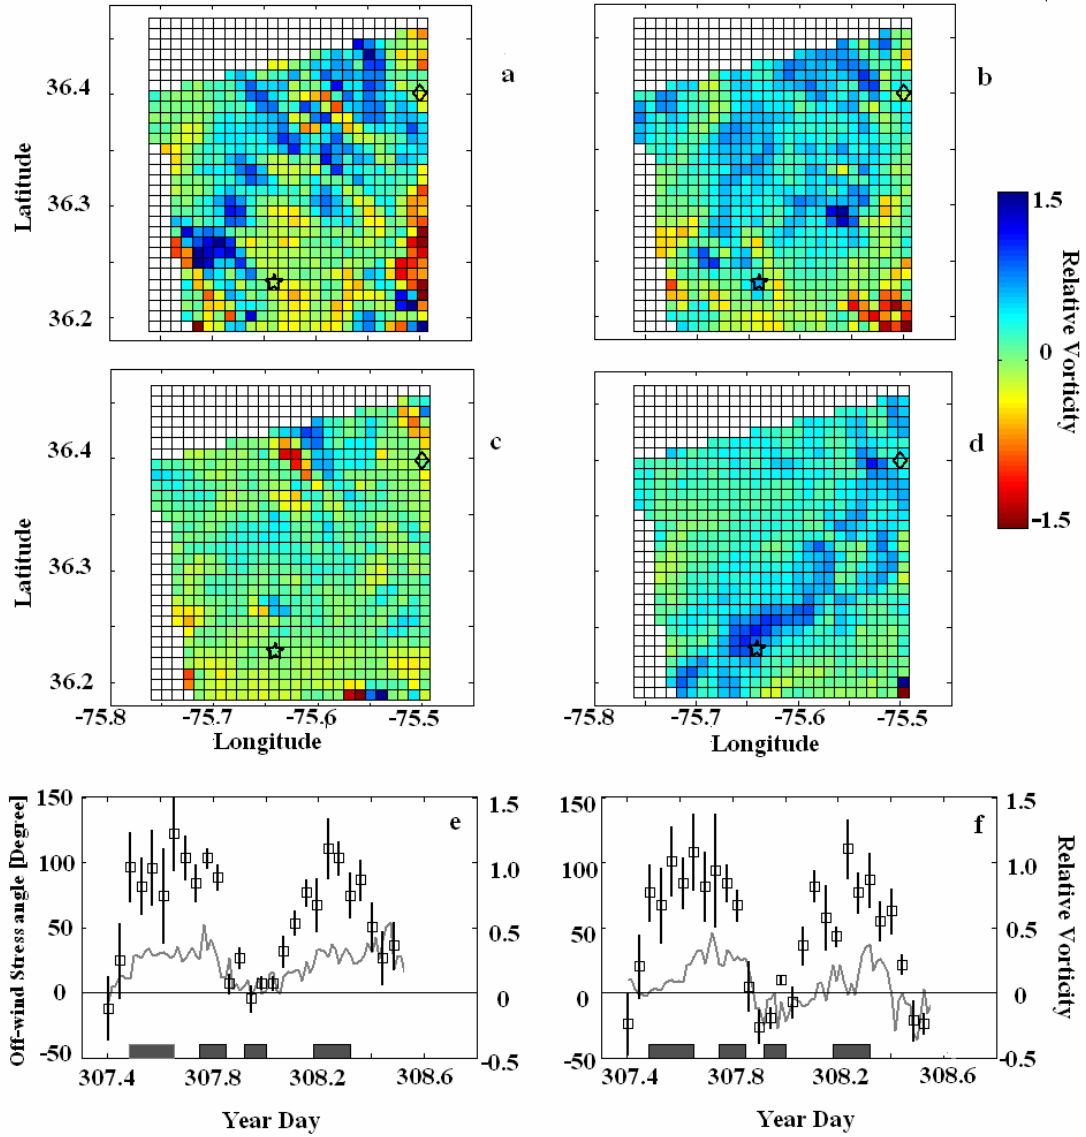 a
b
36.4
36.3
36.2
Latitude
1.5
0
-1.5
Relative Vorticity
c
d
36.4
36.3
36.2
Latitude
-75.8 -75.7 -75.6 -75.5
-75.8 -75.7 -75.6 -75.5
Longitude
Longitude
e
f
150
100
50
0
-50
Off-wind Stress angle [Degree]
1.5
1.0
0.5
0
-0.5
150
100
50
0
-50
1.5
1.0
0.5
0
-0.5
Relative Vorticity
307.4 307.8 308.2 308.6
307.4 307.8 308.2 308.6
Year Day
Year Day